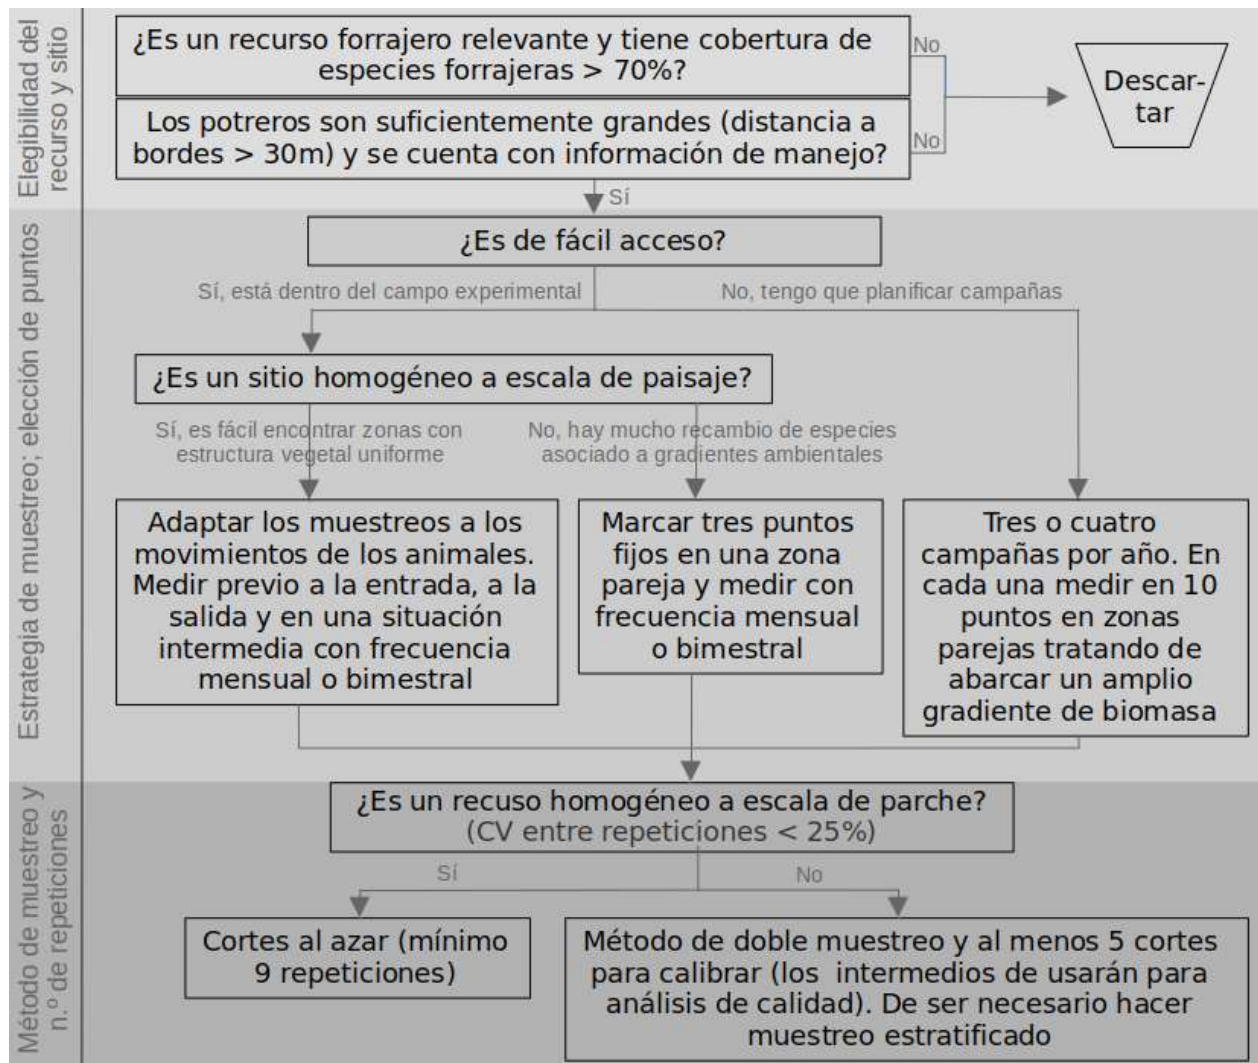 Elegibilidad del
recurso y sitio
¿Es un recurso forrajero relevante y tiene cobertura de
especies forrajeras > 70%?
No
Los potreros son suficientemente grandes (distancia a
bordes > 30m) y se cuenta con información de manejo?
No
Descar-
tar
Sí
Estrategia de muestreo; elección de puntos
¿Es de fácil acceso?
Sí, está dentro del campo experimental
No, tengo que planificar campañas
¿Es un sitio homogéneo a escala de paisaje?
Sí, es fácil encontrar zonas con
estructura vegetal uniforme
No, hay mucho recambio de especies
asociado a gradientes ambientales
Adaptar los muestreos a los
movimientos de los animales.
Medir previo a la entrada, a la
salida y en una situación
intermedia con frecuencia
mensual o bimestral
Marcar tres puntos
fijos en una zona
pareja y medir con
frecuencia mensual
o bimestral
Tres o cuatro
campañas por año. En
cada una medir en 10
puntos en zonas
parejas tratando de
abarcar un amplio
gradiente de biomasa
Método de muestreo y
n.º de repeticiones
¿Es un recuso homogéneo a escala de parche?
(CV entre repeticiones < 25%)
Sí
No
Cortes al azar (mínimo
9 repeticiones)
Método de doble muestreo y al menos 5 cortes
para calibrar (los intermedios de usarán para
análisis de calidad). De ser necesario hacer
muestreo estratificado